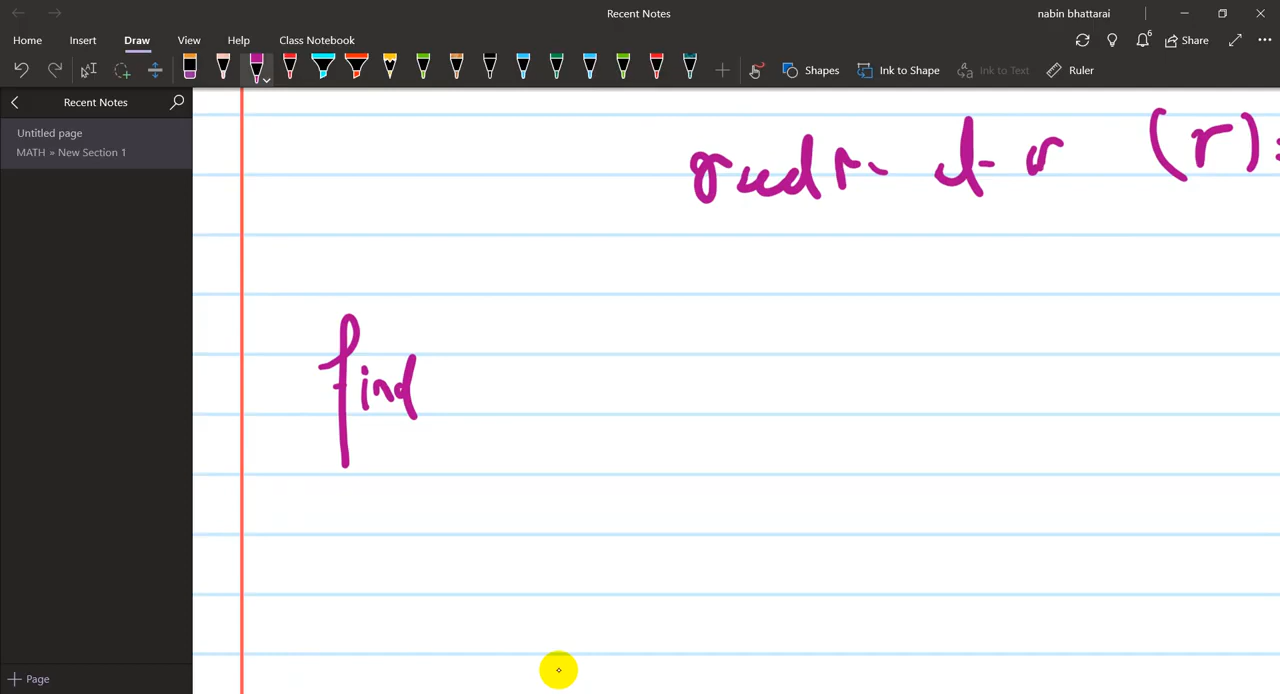 Recent Notes
nabin bhattarai
Home Insert Draw View Help Class Notebook
6
Share
Shapes Ink to Shape Ink to Text Ruler
Recent Notes
Untitled page
MATH » New Section 1
(r)
find
+ Page